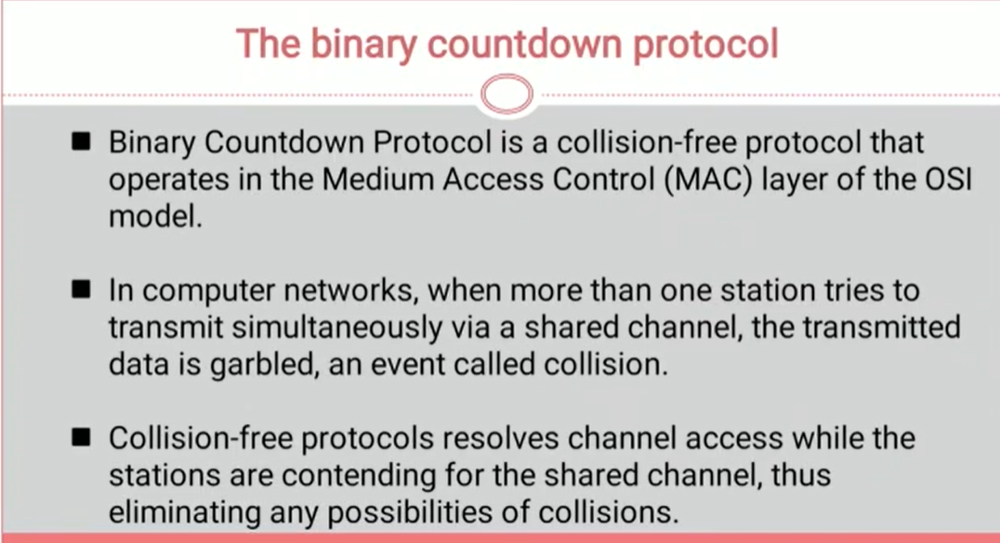 The binary countdown protocol
■ Binary Countdown Protocol is a collision-free protocol that
operates in the Medium Access Control (MAC) layer of the OSI
model.
■ In computer networks, when more than one station tries to
transmit simultaneously via a shared channel, the transmitted
data is garbled, an event called collision.
■ Collision-free protocols resolves channel access while the
stations are contending for the shared channel, thus
eliminating any possibilities of collisions.